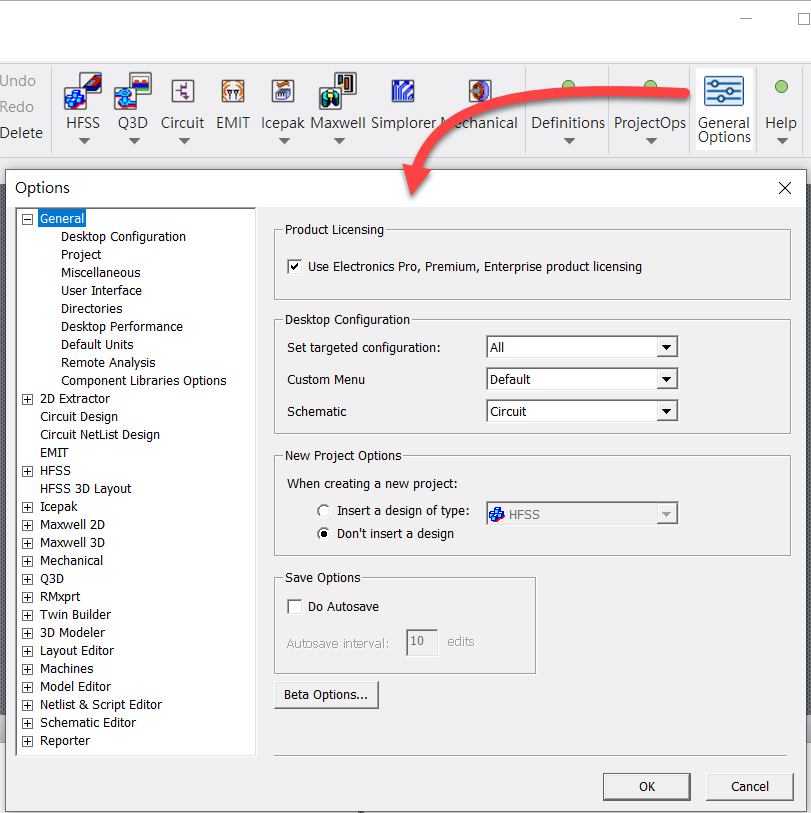 Undo
Redo
Delete
HFSS
Q3D
Circuit
EMIT
Icepak
Maxwell
Simplorer
Definitions
ProjectOps
General
Options
Help
Options
General
Desktop Configuration
Project
Miscellaneous
User Interface
Directories
Desktop Performance
Default Units
Remote Analysis
Component Libraries Options
2D Extractor
Circuit Design
Circuit NetList Design
EMIT
HFSS
HFSS 3D Layout
Icepak
Maxwell 2D
Maxwell 3D
Mechanical
Q3D
RMxprt
Twin Builder
3D Modeler
Layout Editor
Machines
Model Editor
Netlist & Script Editor
Schematic Editor
Reporter
Product Licensing
Use Electronics Pro, Premium, Enterprise product licensing
Desktop Configuration
Set targeted configuration: All
Custom Menu Default
Schematic Circuit
New Project Options
When creating a new project:
Insert a design of type: HFSS
Don't insert a design
Save Options
Do Autosave
Autosave interval: 10 edits
Beta Options...
OK
Cancel